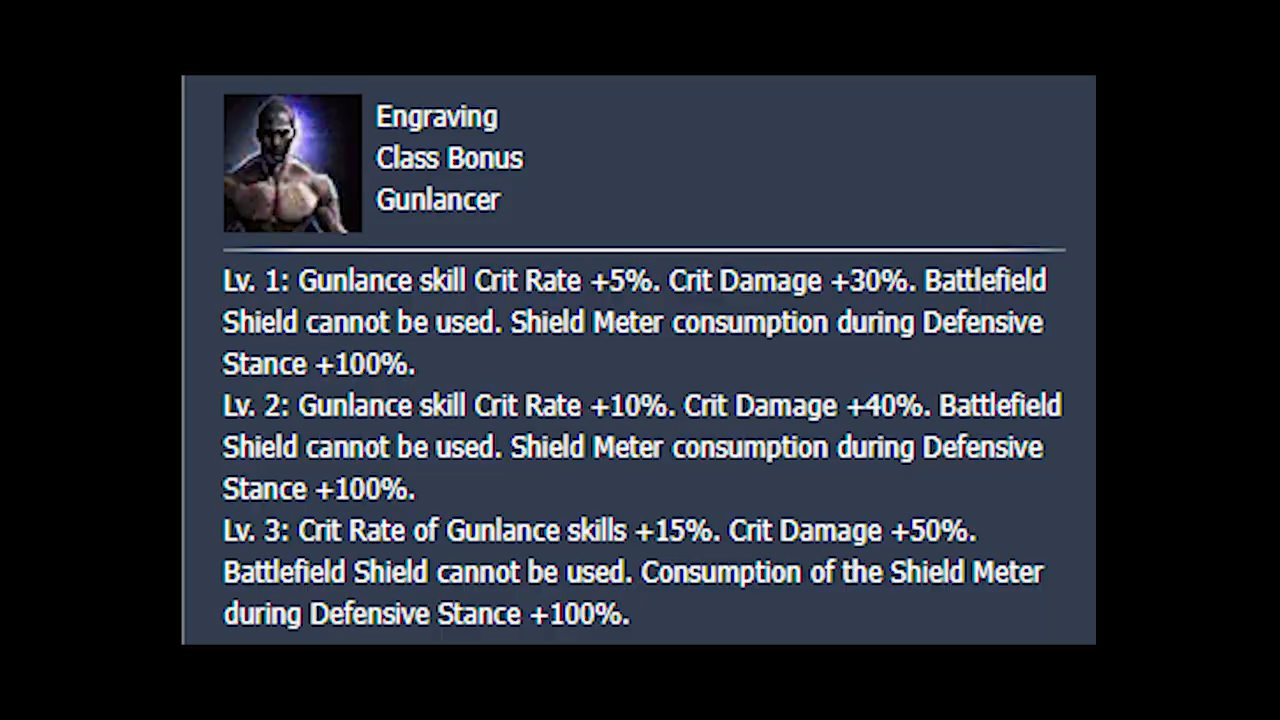 Engraving
Class Bonus
Gunlancer
Lv. 1: Gunlance skill Crit Rate +5%. Crit Damage +30%. Battlefield
Shield cannot be used. Shield Meter consumption during Defensive
Stance +100%.
Lv. 2: Gunlance skill Crit Rate +10%. Crit Damage +40%. Battlefield
Shield cannot be used. Shield Meter consumption during Defensive
Stance +100%.
Lv. 3: Crit Rate of Gunlance skills +15%. Crit Damage +50%.
Battlefield Shield cannot be used. Consumption of the Shield Meter
during Defensive Stance +100%.